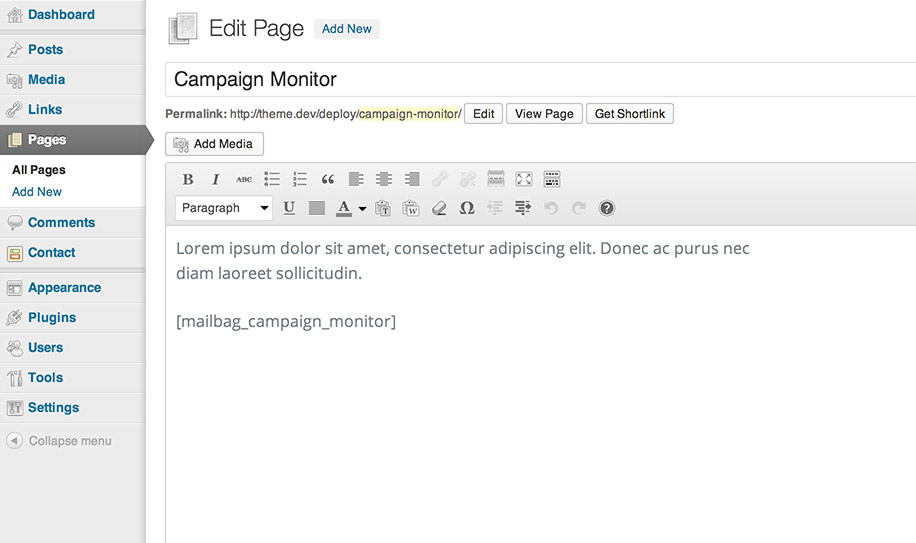 Dashboard
Posts
Media
Links
Pages
All Pages
Add New
Comments
Contact
Appearance
Plugins
Users
Tools
Settings
Collapse menu
Edit Page Add New
Campaign Monitor
Permalink: http://theme.dev/deploy/campaign-monitor/ Edit View Page Get Shortlink
Add Media
B I ABC
Paragraph U A T W Ω ?
Lorem ipsum dolor sit amet, consectetur adipiscing elit. Donec ac purus nec
diam laoreet sollicitudin.
[mailbag_campaign_monitor]